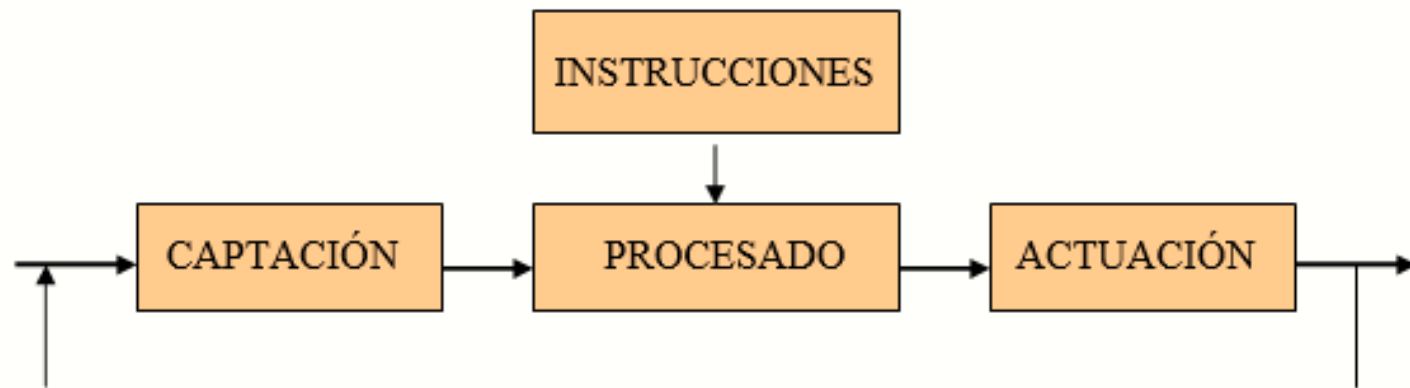 INSTRUCCIONES
CAPTACIÓN
PROCESADO
ACTUACIÓN